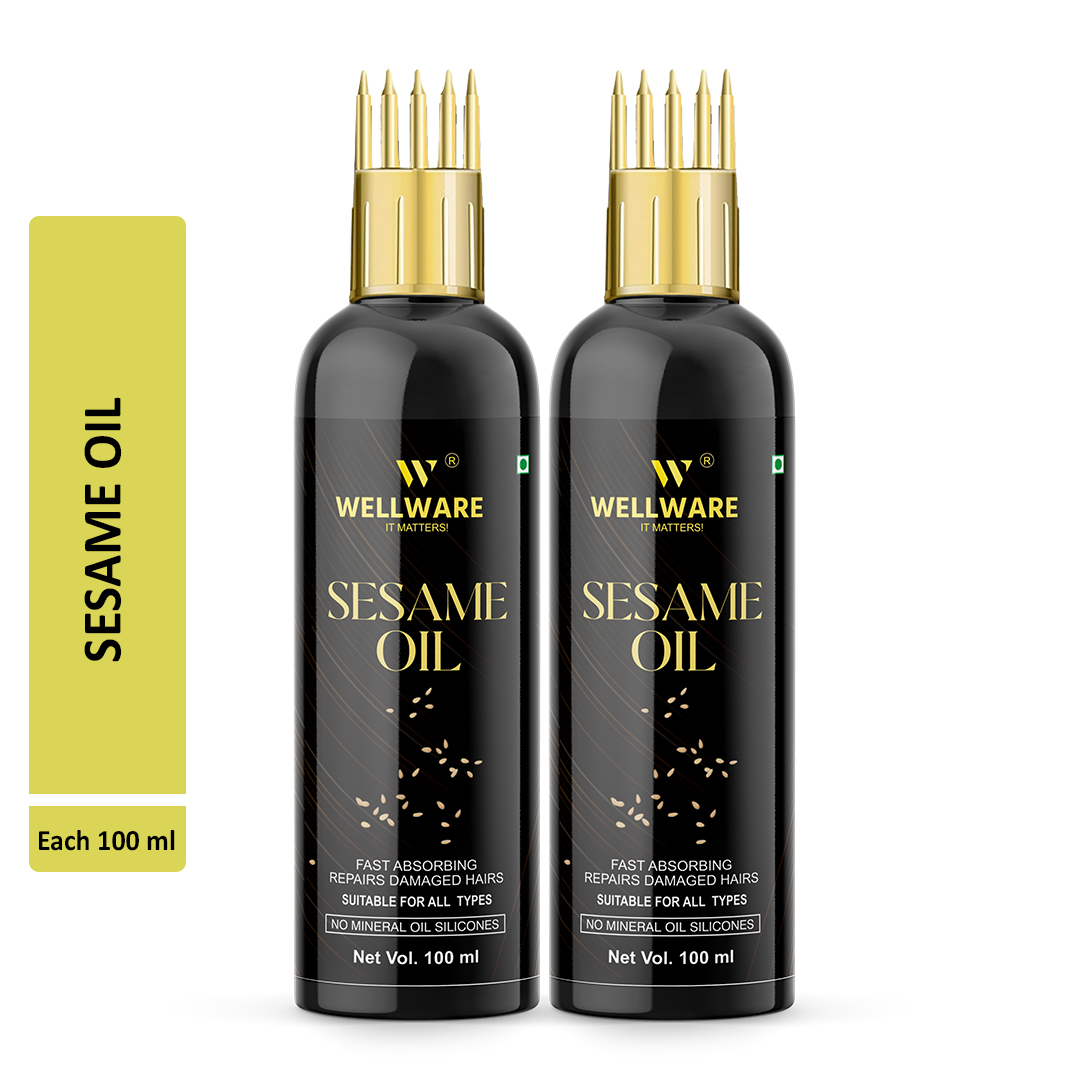 SESAME OIL
Each 100 ml
W ®
WELLWARE
IT MATTERS!
SESAME
OIL
FAST ABSORBING
REPAIRS DAMAGED HAIRS
SUITABLE FOR ALL TYPES
NO MINERAL OIL SILICONES
Net Vol. 100 ml
W ®
WELLWARE
IT MATTERS!
SESAME
OIL
FAST ABSORBING
REPAIRS DAMAGED HAIRS
SUITABLE FOR ALL TYPES
NO MINERAL OIL SILICONES
Net Vol. 100 ml